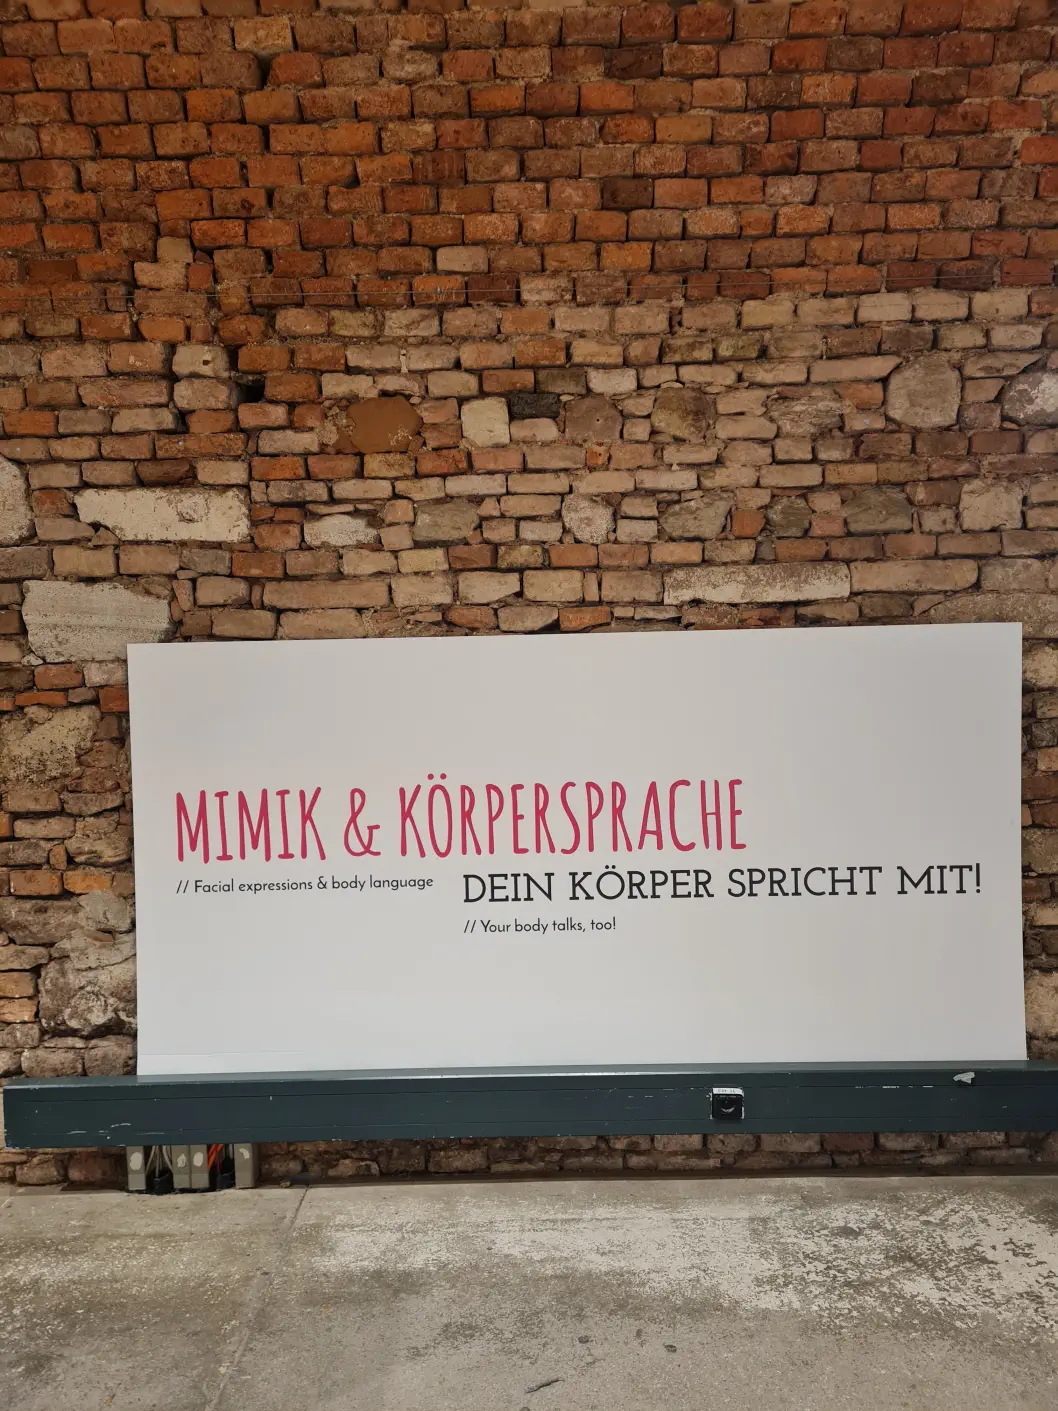 MIMIK & KÖRPERSPRACHE
// Facial expressions & body language
DEIN KÖRPER SPRICHT MIT!
// Your body talks, too!